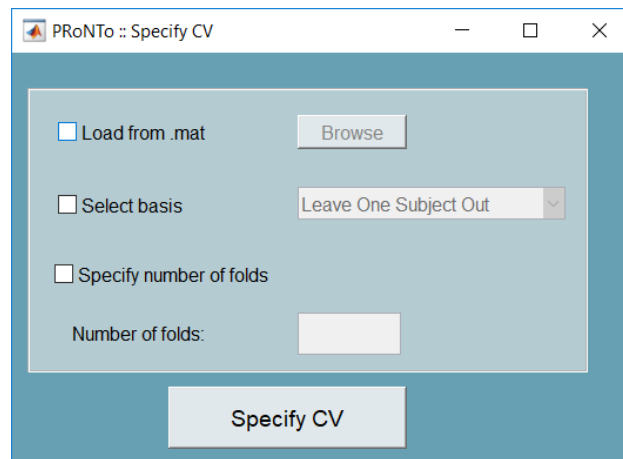 PRoNTo :: Specify CV
Load from .mat
Browse
Select basis
Leave One Subject Out
Specify number of folds
Number of folds:
Specify CV